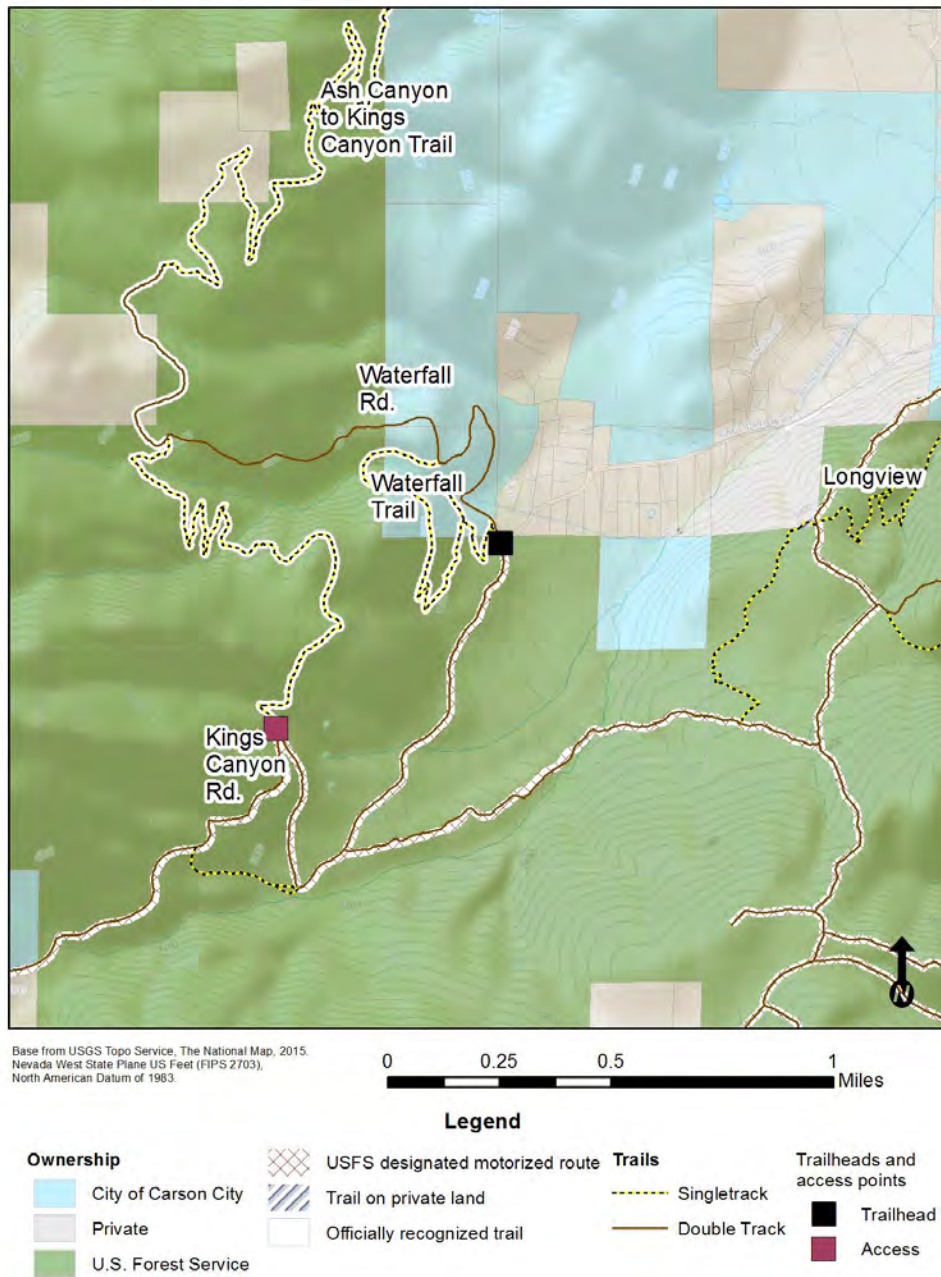 Ash Canyon
to Kings
Canyon Trail
Waterfall
Rd.
Waterfall
Trail
Longview
Kings
Canyon
Rd.
N
Base from USGS Topo Service, The National Map, 2015.
Nevada West State Plane US Feet (FIPS 2703),
North American Datum of 1983.
0 0.25 0.5 1
Miles
Legend
Ownership
City of Carson City
Private
U.S. Forest Service
USFS designated motorized route
Trail on private land
Officially recognized trail
Trails
Singletrack
Double Track
Trailheads and
access points
Trailhead
Access